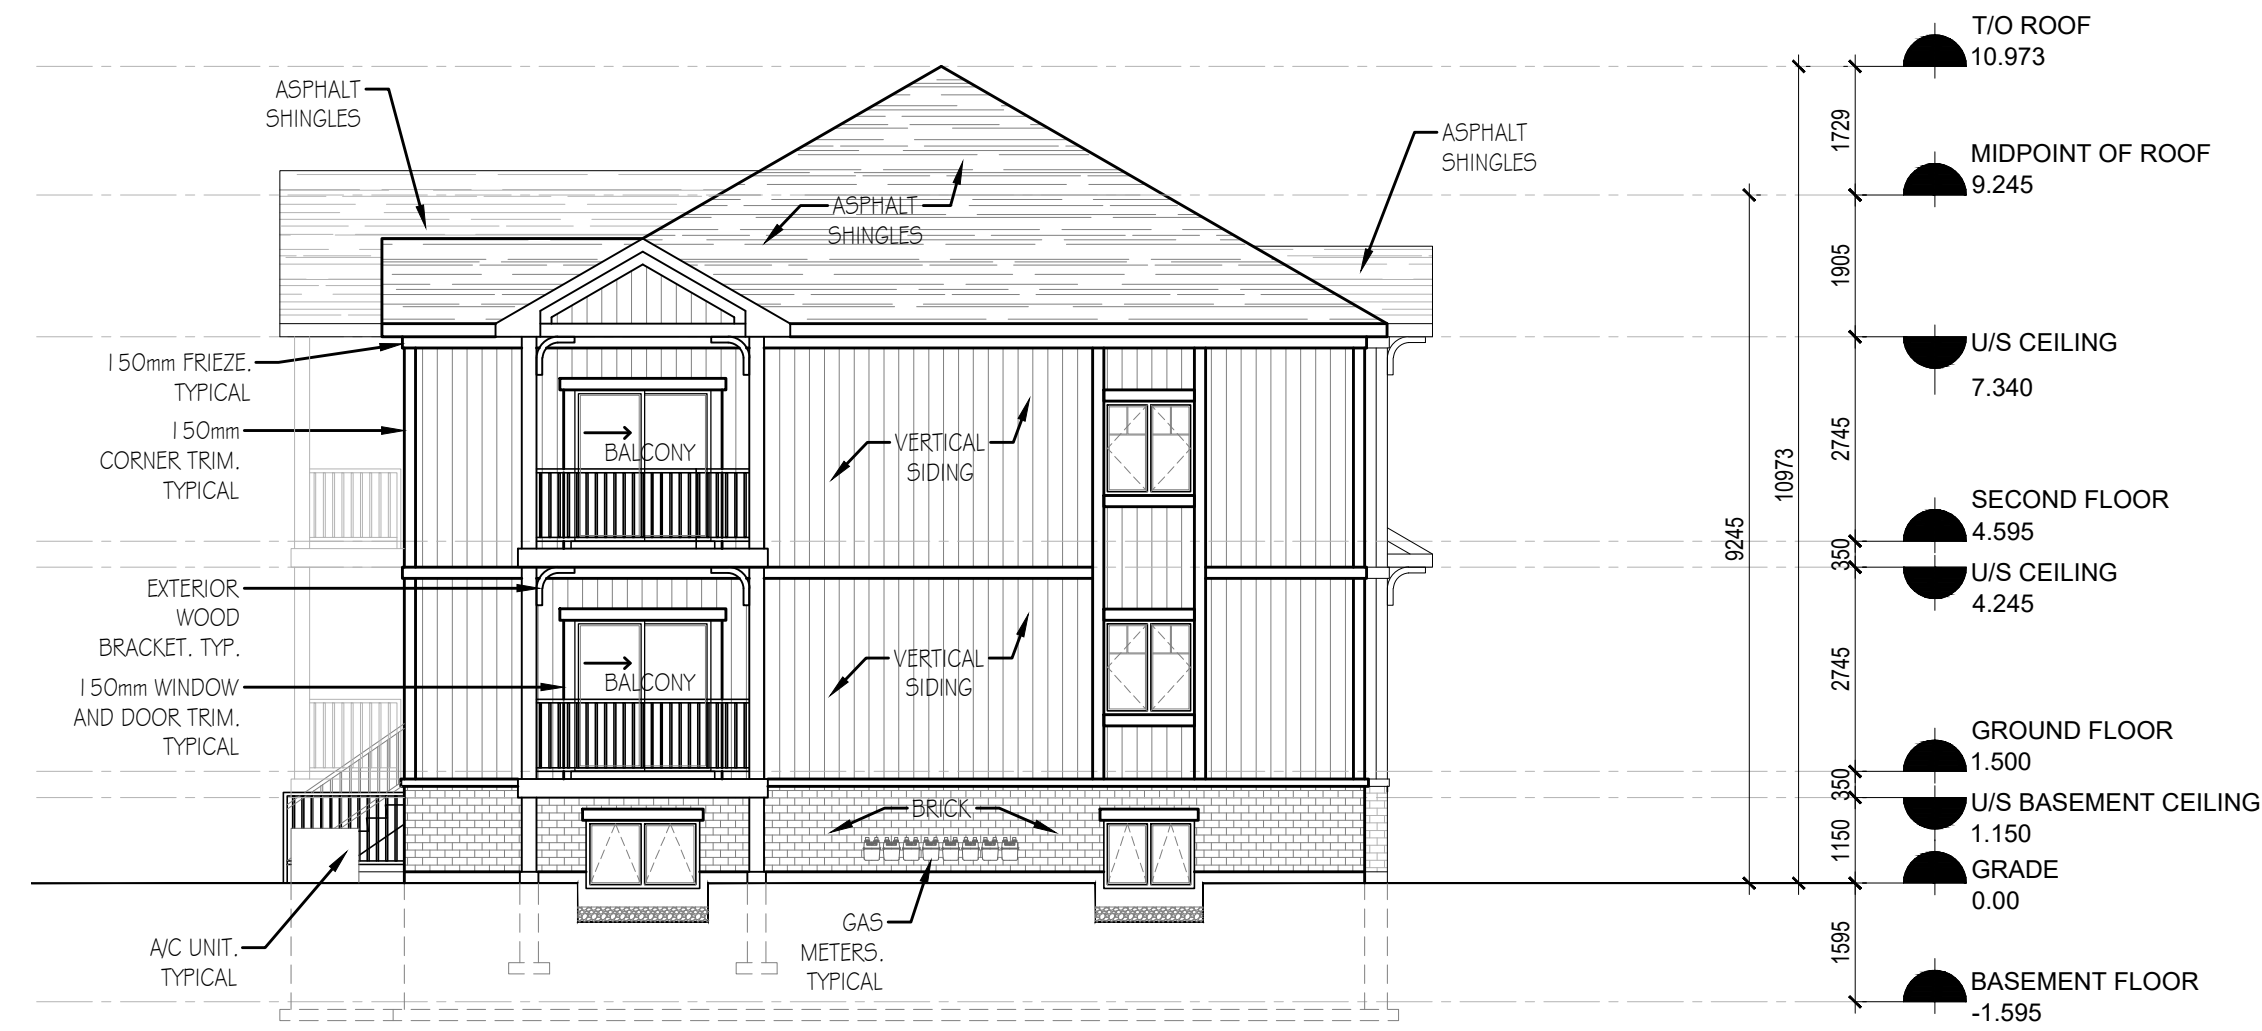 T/O ROOF
10.973
ASPHALT
SHINGLES
ASPHALT
SHINGLES
1729
MIDPOINT OF ROOF
9.245
ASPHALT
SHINGLES
1905
150mm FRIEZE.
TYPICAL
U/S CEILING
7.340
150mm
CORNER TRIM.
TYPICAL
BALCONY
VERTICAL
SIDING
2745
10973
9245
SECOND FLOOR
4.595
350
U/S CEILING
4.245
EXTERIOR
WOOD
BRACKET. TYP.
150mm WINDOW
AND DOOR TRIM.
TYPICAL
BALCONY
VERTICAL
SIDING
2745
GROUND FLOOR
1.500
350
U/S BASEMENT CEILING
1.150
BRICK
1150
GRADE
0.00
A/C UNIT.
TYPICAL
GAS
METERS.
TYPICAL
1595
BASEMENT FLOOR
-1.595